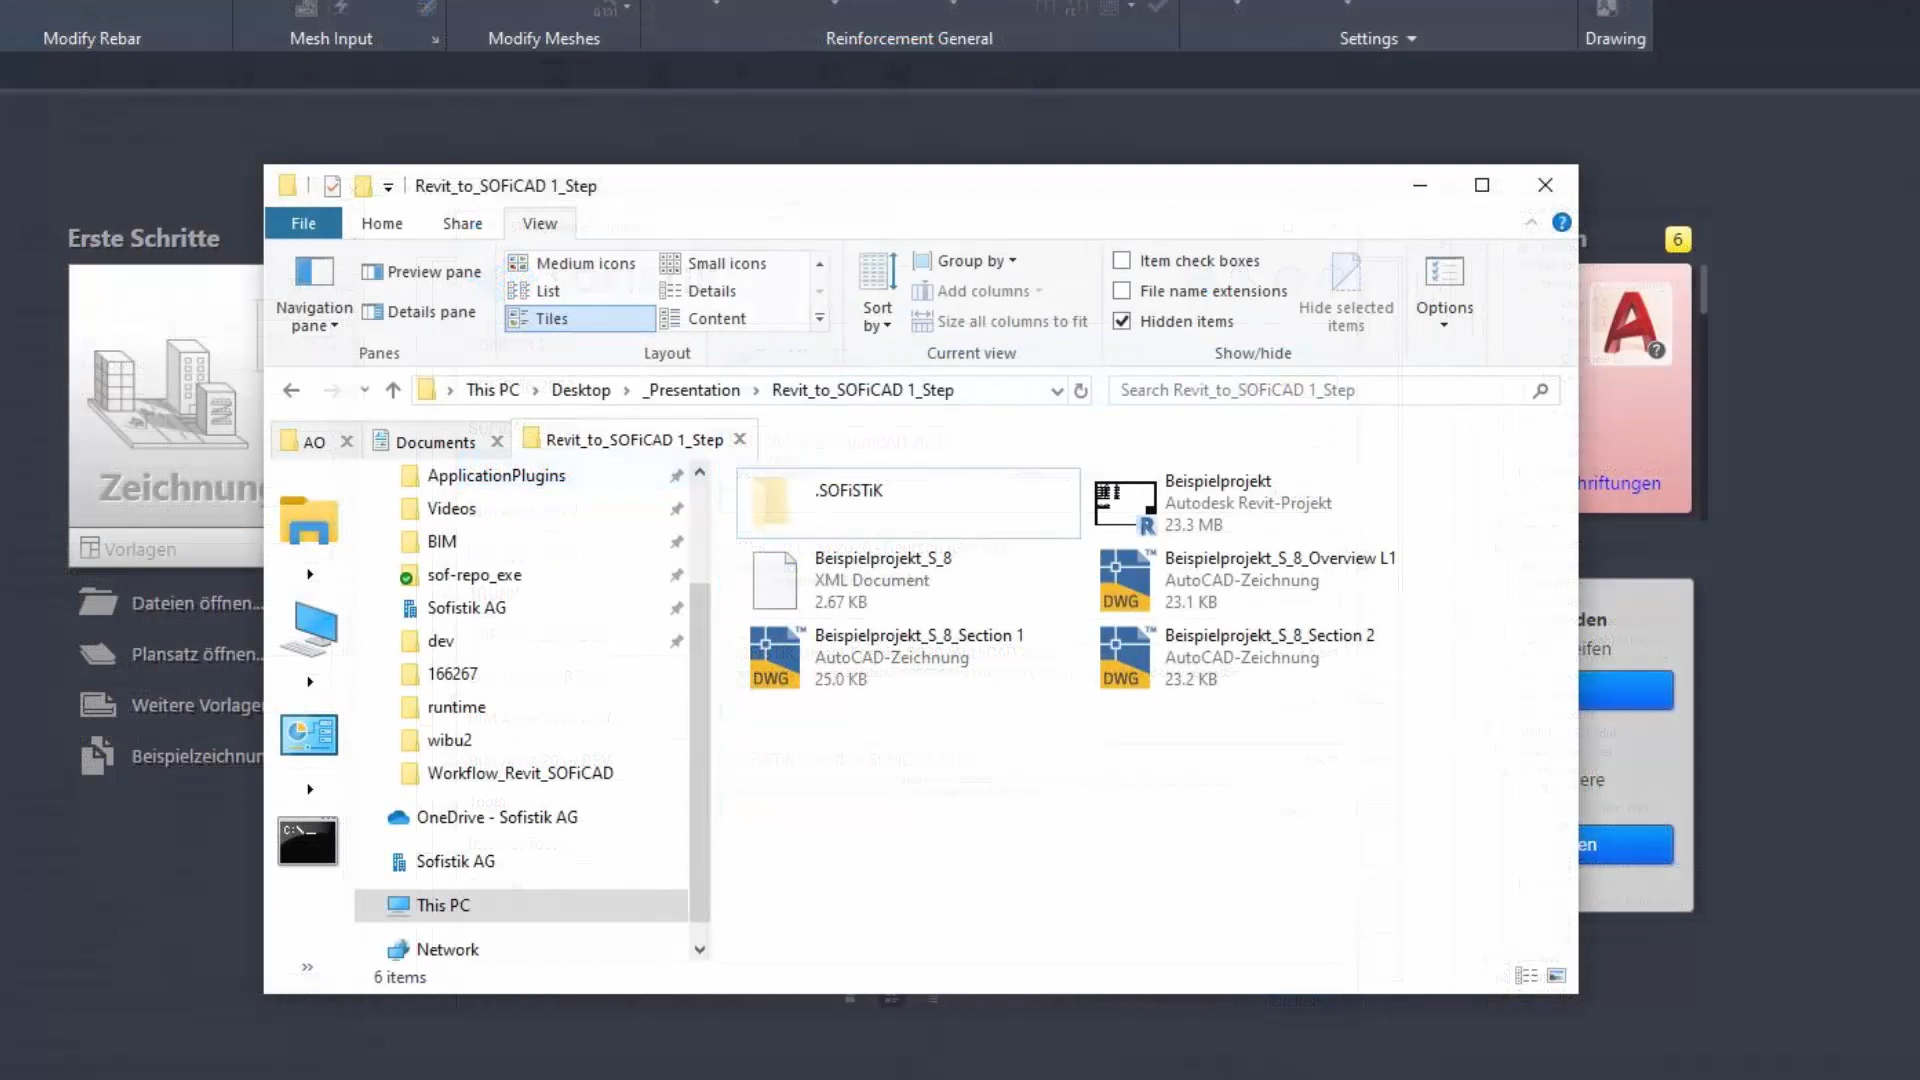 Modify Rebar
Mesh Input
Modify Meshes
Reinforcement General
Settings
Drawing
Revit_to_SOFiCAD 1_Step
File
Home
Share
View
?
Erste Schritte
n
6
Navigation pane
Preview pane
Details pane
Panes
Medium icons
Small icons
List
Details
Tiles
Content
Layout
Sort by
Group by
Add columns
Size all columns to fit
Current view
Item check boxes
File name extensions
Hidden items
Hide selected items
Show/hide
Options
This PC
Desktop
_Presentation
Revit_to_SOFiCAD 1_Step
Search Revit_to_SOFiCAD 1_Step
AO
Documents
Revit_to_SOFiCAD 1_Step
Zeichnung
Vorlagen
Dateien öffnen...
Plansatz öffnen...
Weitere Vorlage
Beispielzeichnun
ApplicationPlugins
Videos
BIM
sof-repo_exe
Sofistik AG
dev
166267
runtime
wibu2
Workflow_Revit_SOFiCAD
OneDrive - Sofistik AG
Sofistik AG
This PC
Network
C:\
.SOFiSTiK
Beispielprojekt
Autodesk Revit-Projekt
23.3 MB
R
Beispielprojekt_S_8
XML Document
2.67 KB
DWG
Beispielprojekt_S_8_Overview L1
AutoCAD-Zeichnung
23.1 KB
DWG
Beispielprojekt_S_8_Section 1
AutoCAD-Zeichnung
25.0 KB
DWG
Beispielprojekt_S_8_Section 2
AutoCAD-Zeichnung
23.2 KB
A
?
hriftungen
den
ifen
ere
en
6 items